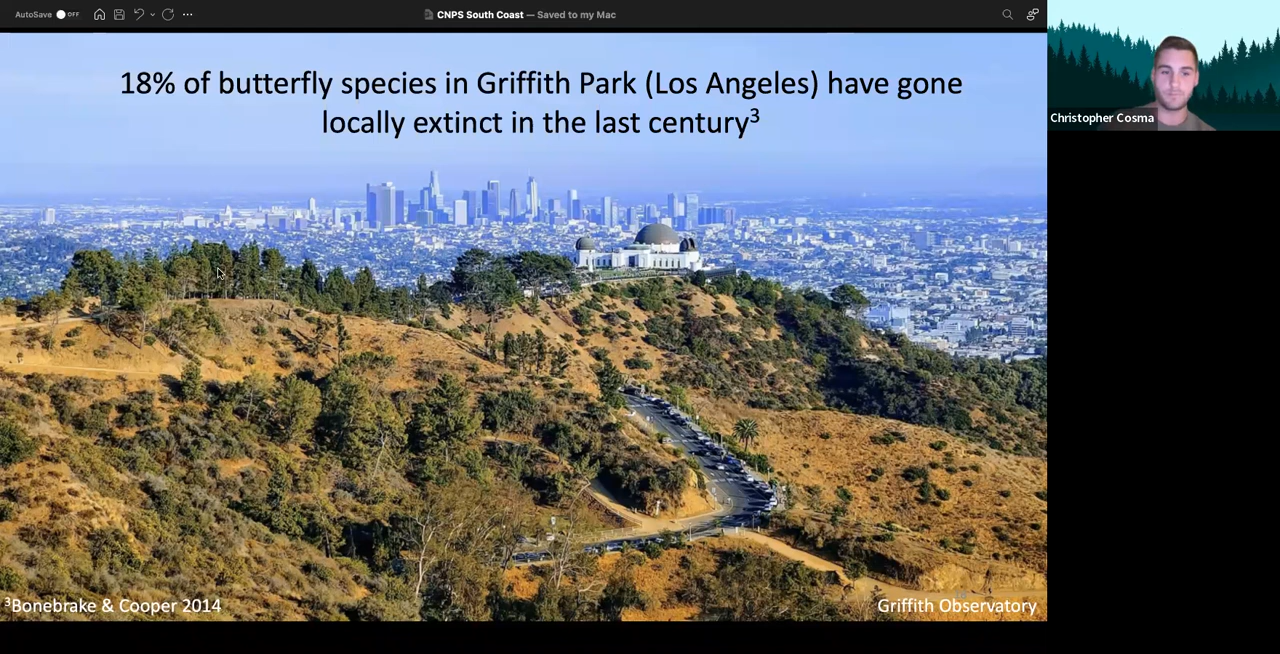 AutoSave OFF
CNPS South Coast — Saved to my Mac
18% of butterfly species in Griffith Park (Los Angeles) have gone
locally extinct in the last century³
Christopher Cosma
³Bonebrake & Cooper 2014
Griffith Observatory